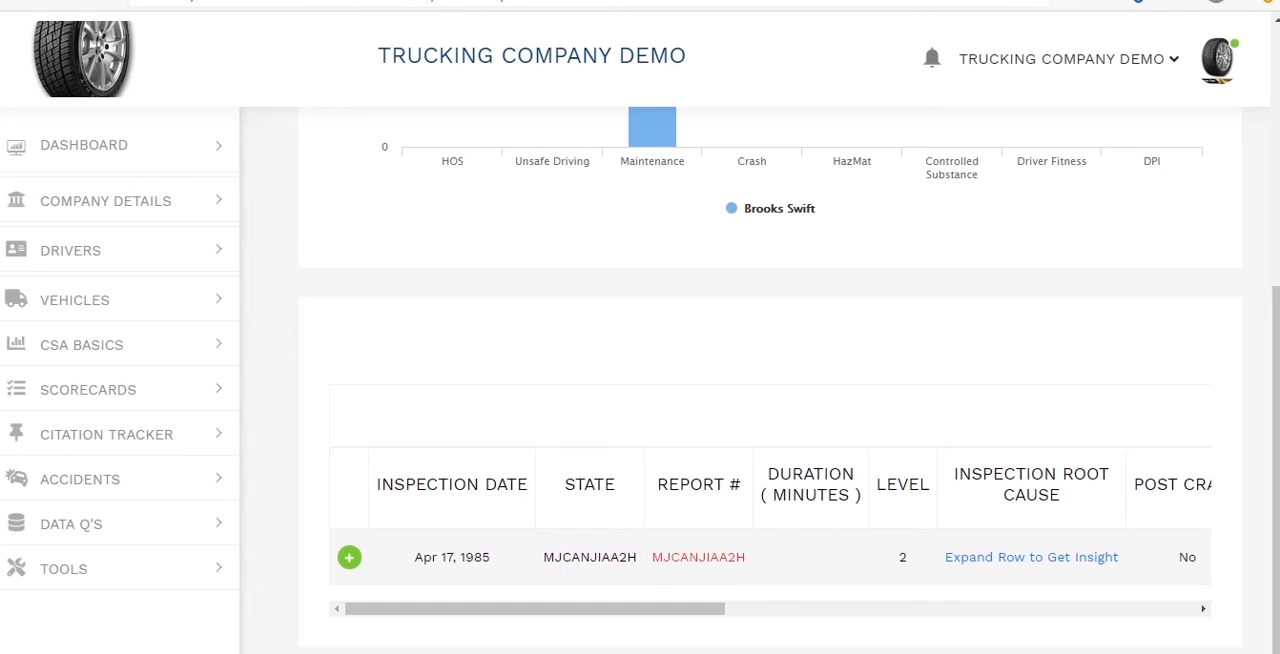 TRUCKING COMPANY DEMO
TRUCKING COMPANY DEMO
DASHBOARD
COMPANY DETAILS
DRIVERS
VEHICLES
CSA BASICS
SCORECARDS
CITATION TRACKER
ACCIDENTS
DATA Q'S
TOOLS
0
HOS
Unsafe Driving
Maintenance
Crash
HazMat
Controlled
Substance
Driver Fitness
DPI
Brooks Swift
INSPECTION DATE
STATE
REPORT #
DURATION
( MINUTES )
LEVEL
INSPECTION ROOT
CAUSE
POST CRA
Apr 17, 1985
MJCANJIAA2H
MJCANJIAA2H
2
Expand Row to Get Insight
No